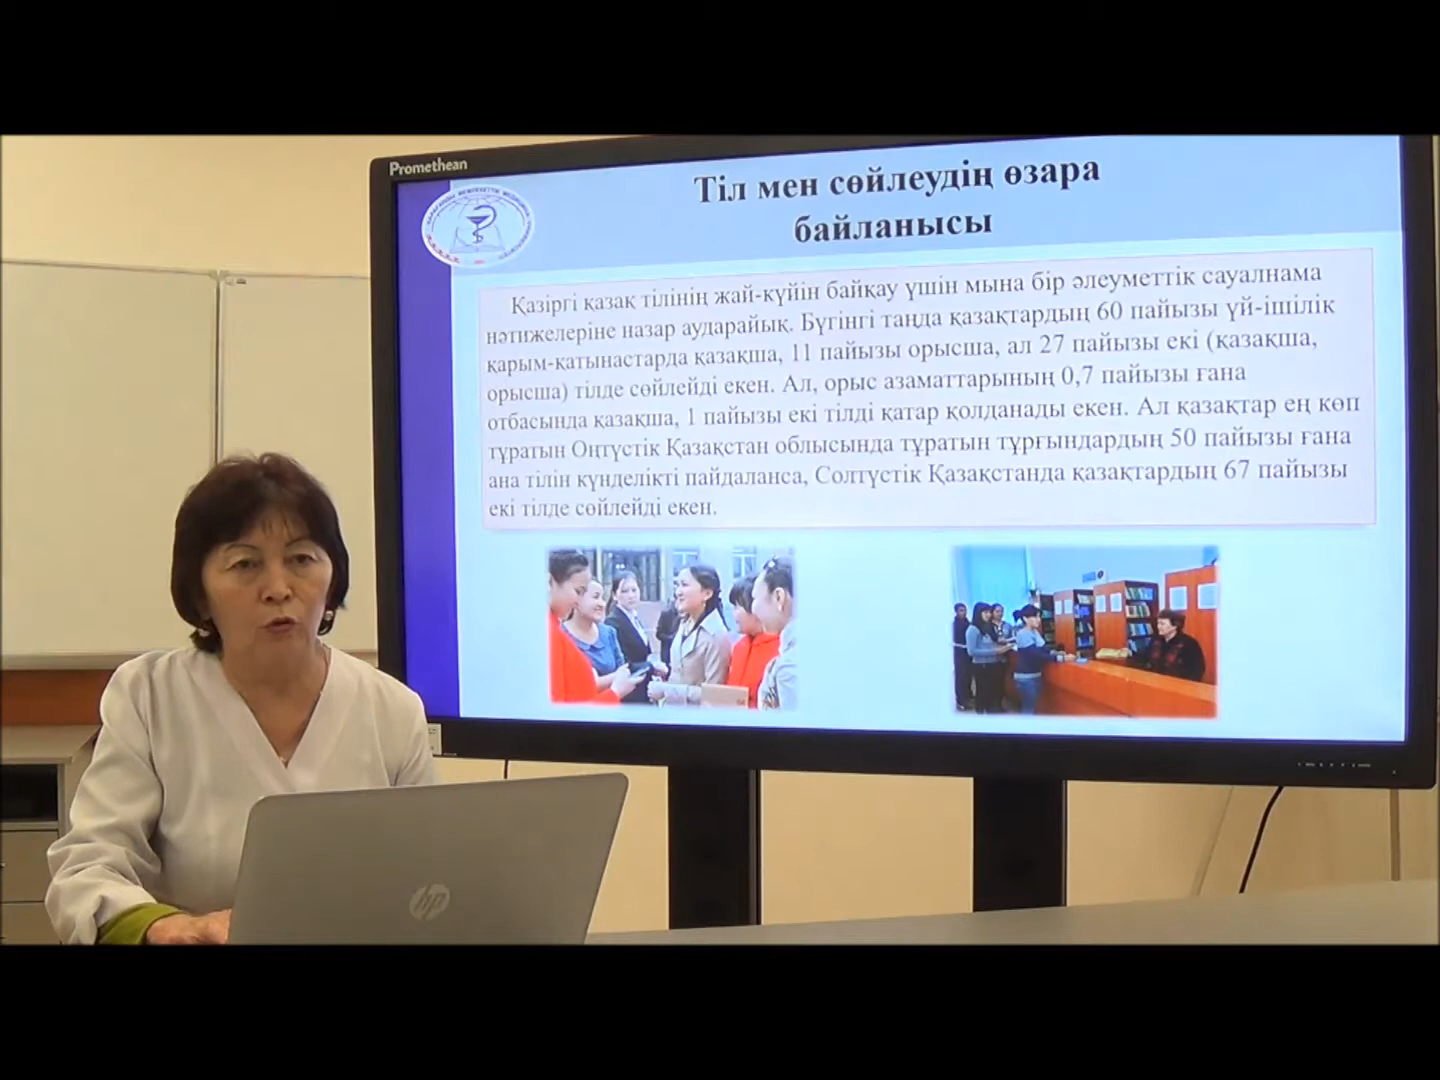 Promethean
Тіл мен сөйлеудің өзара
байланысы
Қазіргі қазақ тілінің жай-күйін байқау үшін мына бір әлеуметтік сауалнама
нәтижелеріне назар аударайық. Бүгінгі таңда қазақтардың 60 пайызы үй-ішілік
қарым-қатынастарда қазақша, 11 пайызы орысша, ал 27 пайызы екі (қазақша,
орысша) тілде сөйлейді екен. Ал, орыс азаматтарының 0,7 пайызы ғана
отбасында қазақша, 1 пайызы екі тілді қатар қолданады екен. Ал қазақтар ең көп
тұратын Оңтүстік Қазақстан облысында тұратын тұрғындардың 50 пайызы ғана
ана тілін күнделікті пайдаланса, Солтүстік Қазақстанда қазақтардың 67 пайызы
екі тілде сөйлейді екен.
hp